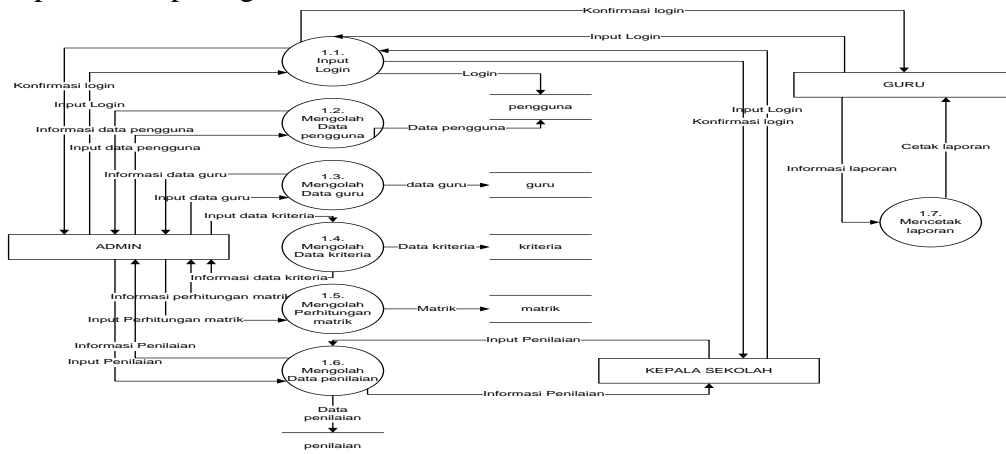 Konfirmasi login
Input Login
1.1.
Input
Login
Login
Konfirmasi login
Input Login
pengguna
GURU
1.2.
Mengolah
Data
pengguna
Data pengguna
Informasi data pengguna
Input data pengguna
Input Login
Konfirmasi login
Cetak laporan
Informasi laporan
1.3.
Mengolah
Data guru
data guru
guru
Informasi data guru
Input data guru
1.7.
Mencetak
laporan
Input data kriteria
ADMIN
1.4.
Mengolah
Data kriteria
Data kriteria
kriteria
Informasi data kriteria
Informasi perhitungan matrik
1.5.
Mengolah
Perhitungan
matrik
Matrik
matrik
Input Perhitungan matrik
Informasi Penilaian
Input Penilaian
Input Penilaian
1.6.
Mengolah
Data penilaian
KEPALA SEKOLAH
Informasi Penilaian
Data
penilaian
penilaian